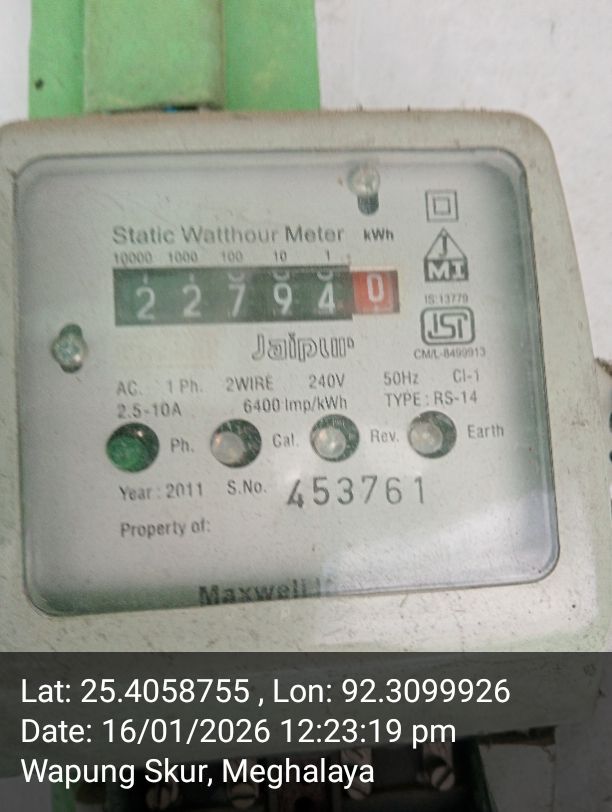 Static Watthour Meter kWh
10000 1000 100 10 1
2 2 7 9 4 0
J
MI
IS:13779
ISI
CM/L-8499913
Jaipur
AC. 1 Ph. 2WIRE 240V 50Hz Cl-1
2.5-10A 6400 Imp/kWh TYPE : RS-14
Ph. Cal. Rev. Earth
Year : 2011 S.No. 453761
Property of:
Maxwell
Lat: 25.4058755 , Lon: 92.3099926
Date: 16/01/2026 12:23:19 pm
Wapung Skur, Meghalaya